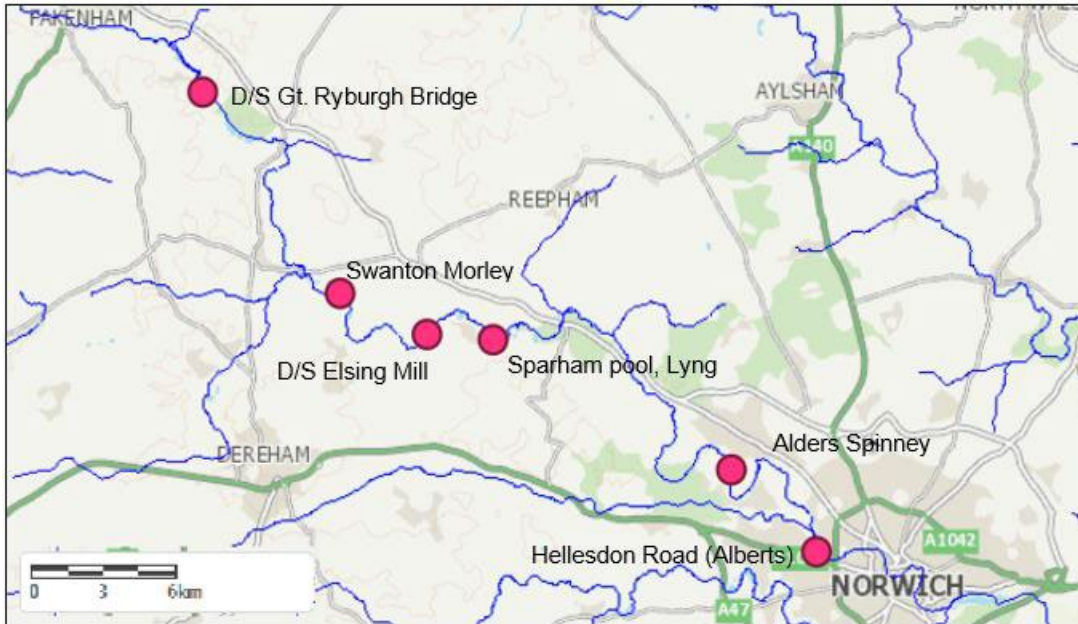 FAKENHAM
D/S Gt. Ryburgh Bridge
AYLSHAM
A140
REEPHAM
Swanton Morley
D/S Elsing Mill
Sparham pool, Lyng
Alders Spinney
DEREHAM
Hellesdon Road (Alberts)
A1042
NORWICH
A47
0 3 6km